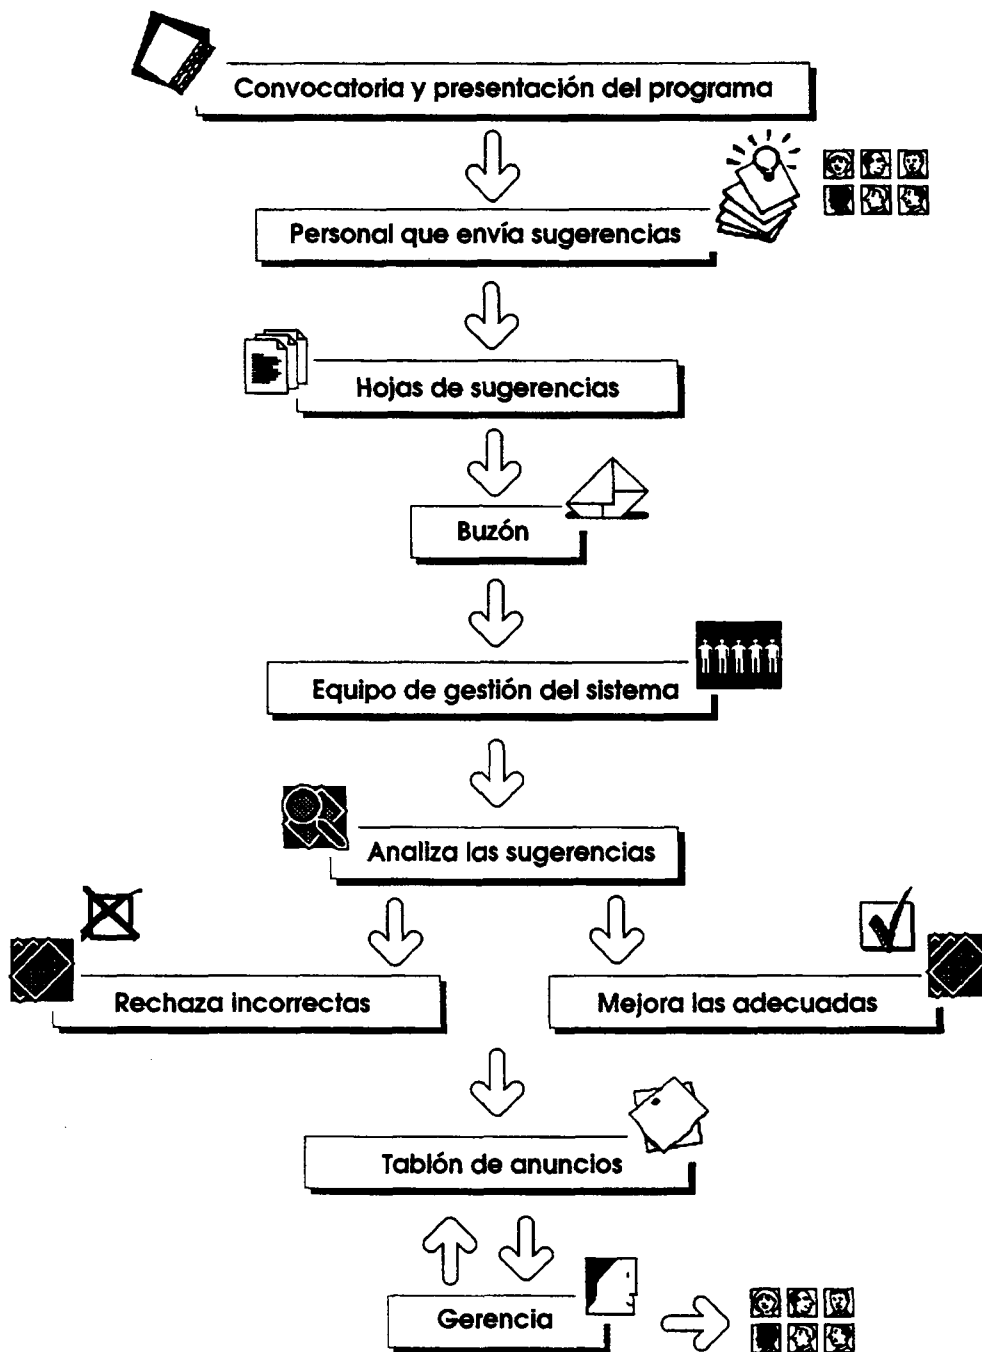 Convocatoria y presentación del programa
Personal que envía sugerencias
Hojas de sugerencias
Buzón
Equipo de gestión del sistema
Analiza las sugerencias
Rechaza incorrectas
Mejora las adecuadas
Tablón de anuncios
Gerencia